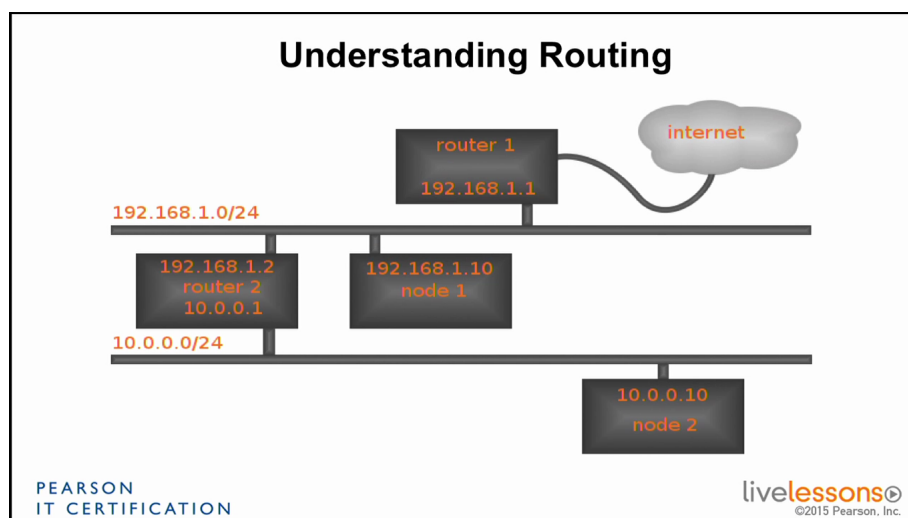 Understanding Routing
internet
router 1
192.168.1.1
192.168.1.0/24
192.168.1.2
router 2
10.0.0.1
192.168.1.10
node 1
10.0.0.0/24
10.0.0.10
node 2
PEARSON
IT CERTIFICATION
livelessons
©2015 Pearson, Inc.